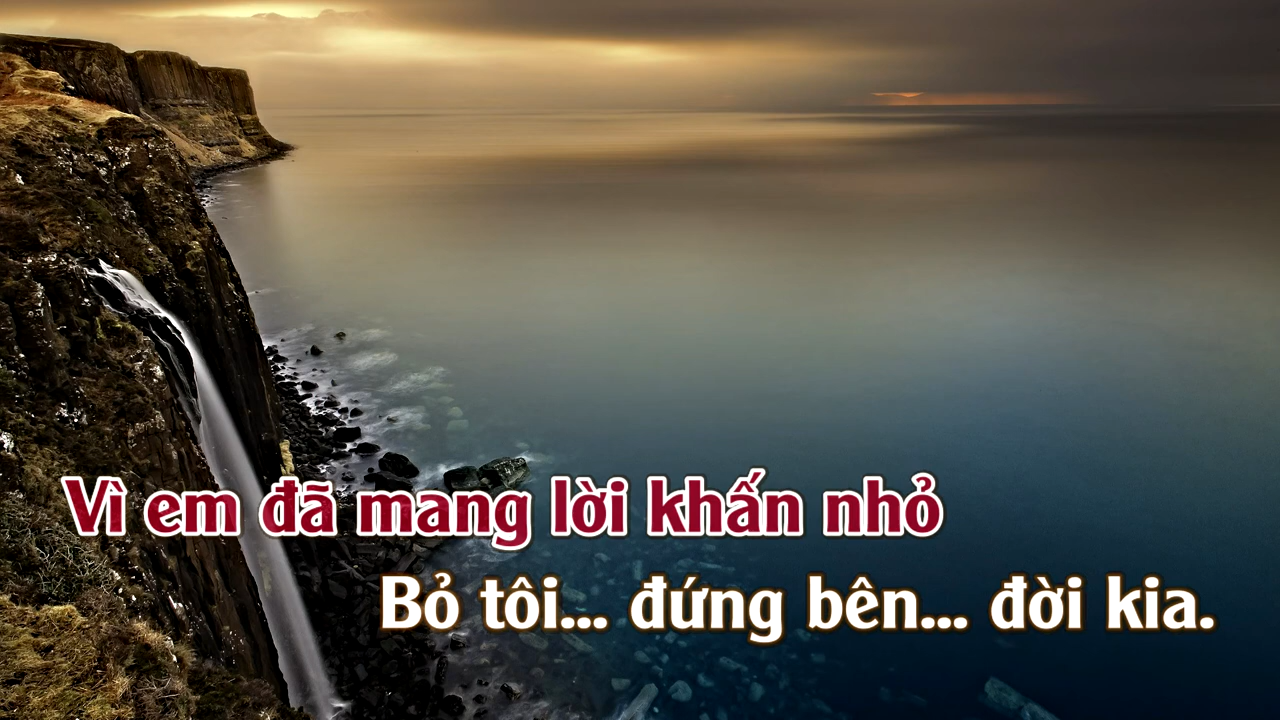 Vì em đã mang lời khấn nhỏ
Bỏ tôi... đứng bên... đời kia.